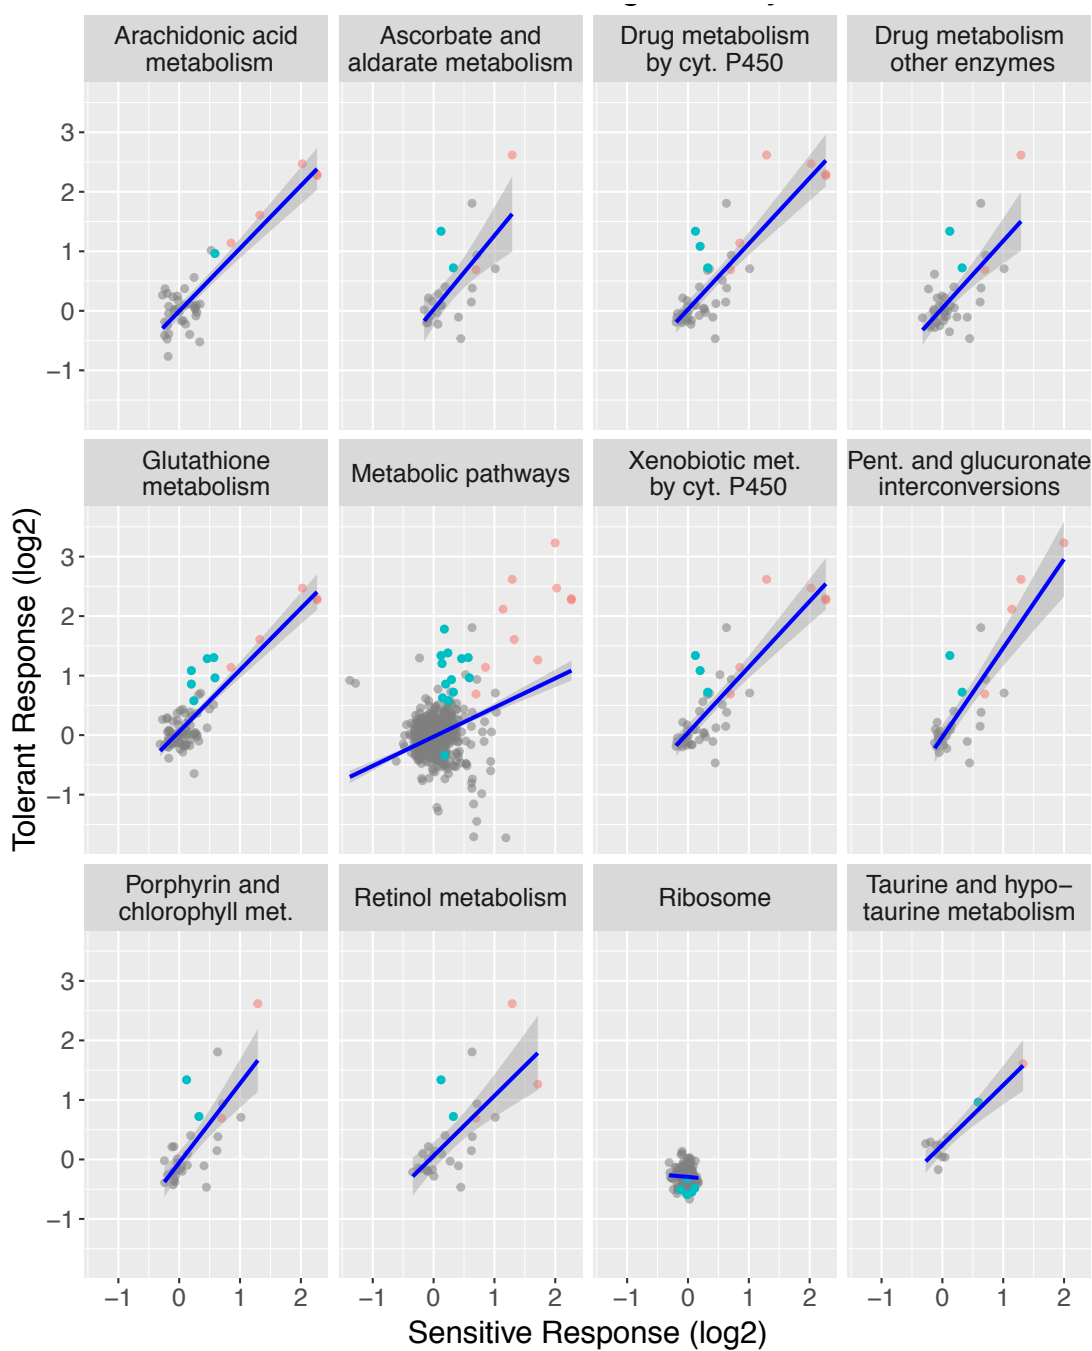 Arachidonic acid
metabolism
Ascorbate and
aldarate metabolism
Drug metabolism
by cyt. P450
Drug metabolism
other enzymes
3
2
1
0
−1
Glutathione
metabolism
Metabolic pathways
Xenobiotic met.
by cyt. P450
Pent. and glucuronate
interconversions
3
2
1
0
−1
Tolerant Response (log2)
Porphyrin and
chlorophyll met.
Retinol metabolism
Ribosome
Taurine and hypo−
taurine metabolism
3
2
1
0
−1
−1 0 1 2 −1 0 1 2 −1 0 1 2 −1 0 1 2
Sensitive Response (log2)